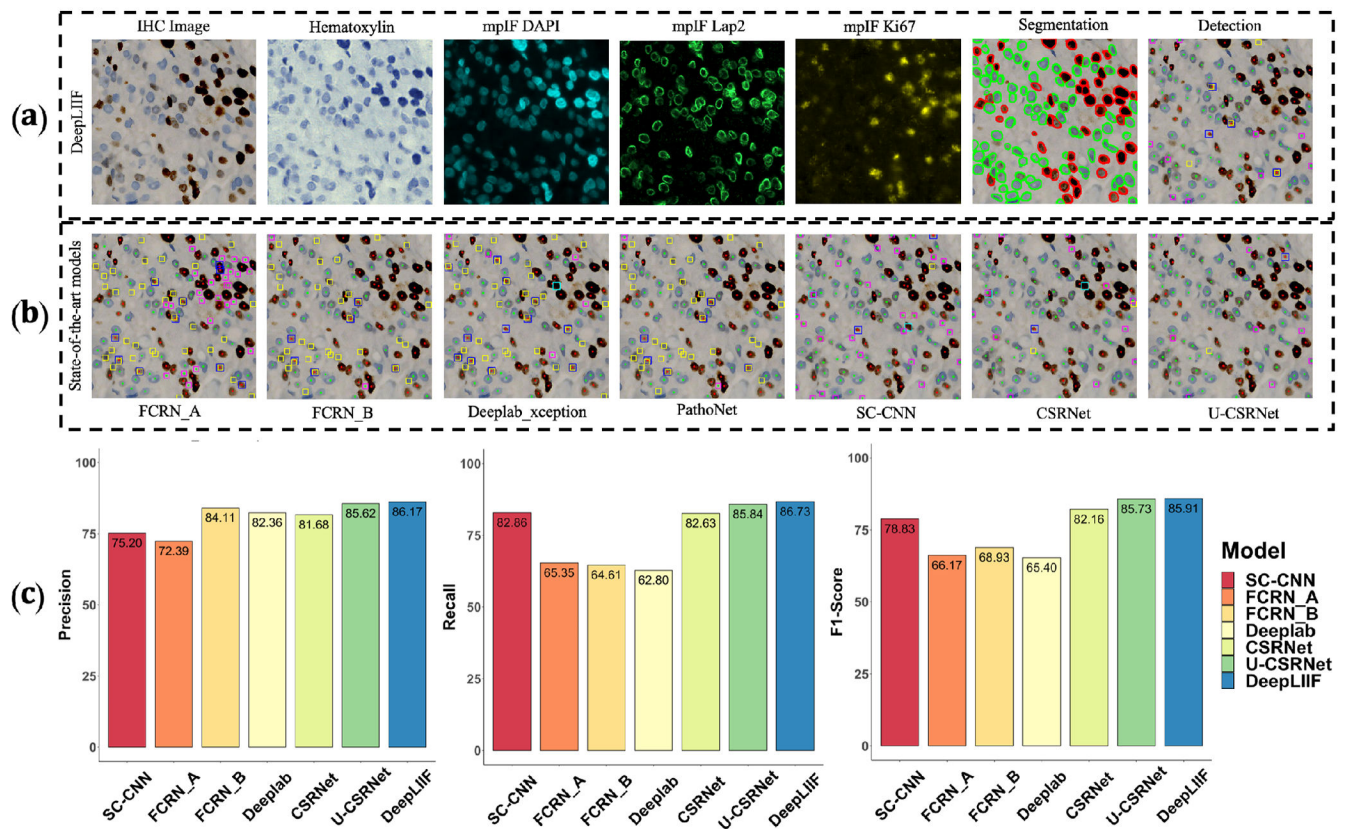 IHC Image
Hematoxylin
mpIF DAPI
mpIF Lap2
mpIF Ki67
Segmentation
Detection
(a)
DeepLIIF
(b)
State-of-the-art models
FCRN_A
FCRN_B
Deeplab_xception
PathoNet
SC-CNN
CSRNet
U-CSRNet
(c)
Precision
100
75
50
25
0
75.20
72.39
84.11
82.36
81.68
85.62
86.17
SC-CNN
FCRN_A
FCRN_B
Deeplab
CSRNet
U-CSRNet
DeepLIIF
Recall
100
75
50
25
0
82.86
65.35
64.61
62.80
82.63
85.84
86.73
SC-CNN
FCRN_A
FCRN_B
Deeplab
CSRNet
U-CSRNet
DeepLIIF
F1-Score
100
75
50
25
0
78.83
66.17
68.93
65.40
82.16
85.73
85.91
SC-CNN
FCRN_A
FCRN_B
Deeplab
CSRNet
U-CSRNet
DeepLIIF
Model
SC-CNN
FCRN_A
FCRN_B
Deeplab
CSRNet
U-CSRNet
DeepLIIF